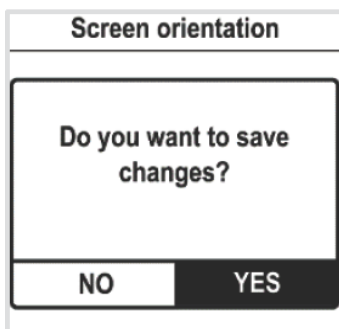 Screen orientation
Do you want to save
changes?
NO YES